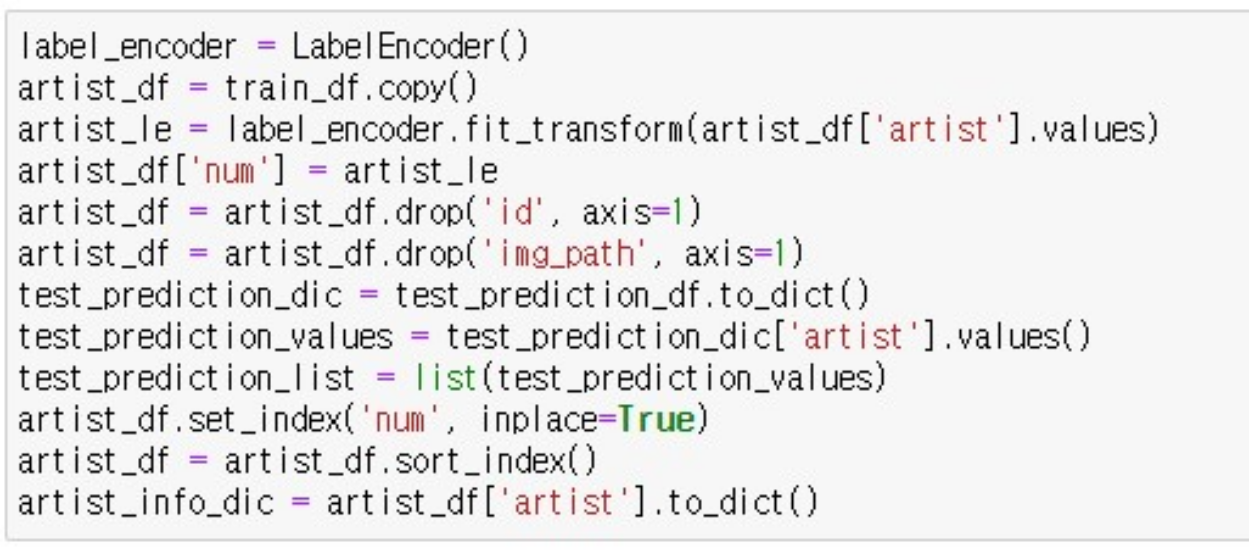 label_encoder = LabelEncoder()
artist_df = train_df.copy()
artist_le = label_encoder.fit_transform(artist_df['artist'].values)
artist_df['num'] = artist_le
artist_df = artist_df.drop('id', axis=1)
artist_df = artist_df.drop('img_path', axis=1)
test_prediction_dic = test_prediction_df.to_dict()
test_prediction_values = test_prediction_dic['artist'].values()
test_prediction_list = list(test_prediction_values)
artist_df.set_index('num', inplace=True)
artist_df = artist_df.sort_index()
artist_info_dic = artist_df['artist'].to_dict()